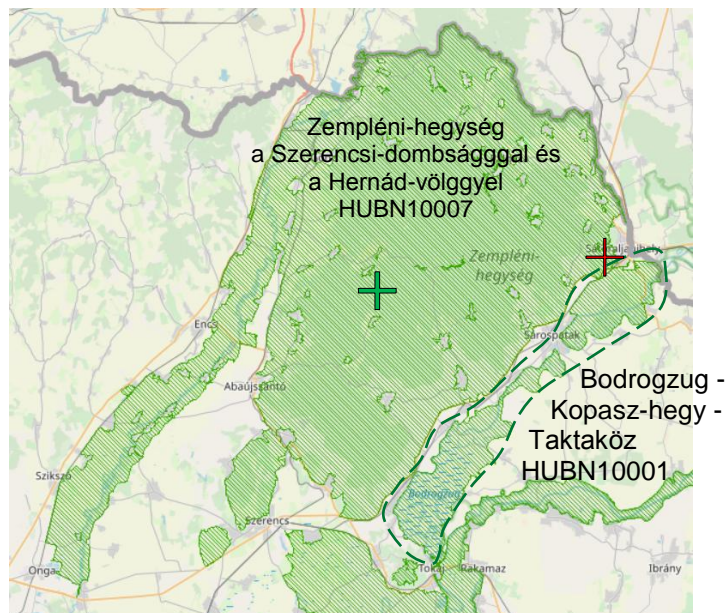 Zempléni-hegység
a Szerencsi-dombsággal és
a Hernád-völggyel
HUBN10007
Sátoraljaújhely
Zempléni-
hegység
Encs
Sárospatak
Abaújszántó
Bodrogzug -
Kopasz-hegy -
Taktaköz
HUBN10001
Szikszó
Bodrogzug
Szerencs
Onga
Tokaj
Rakamaz
Ibrány